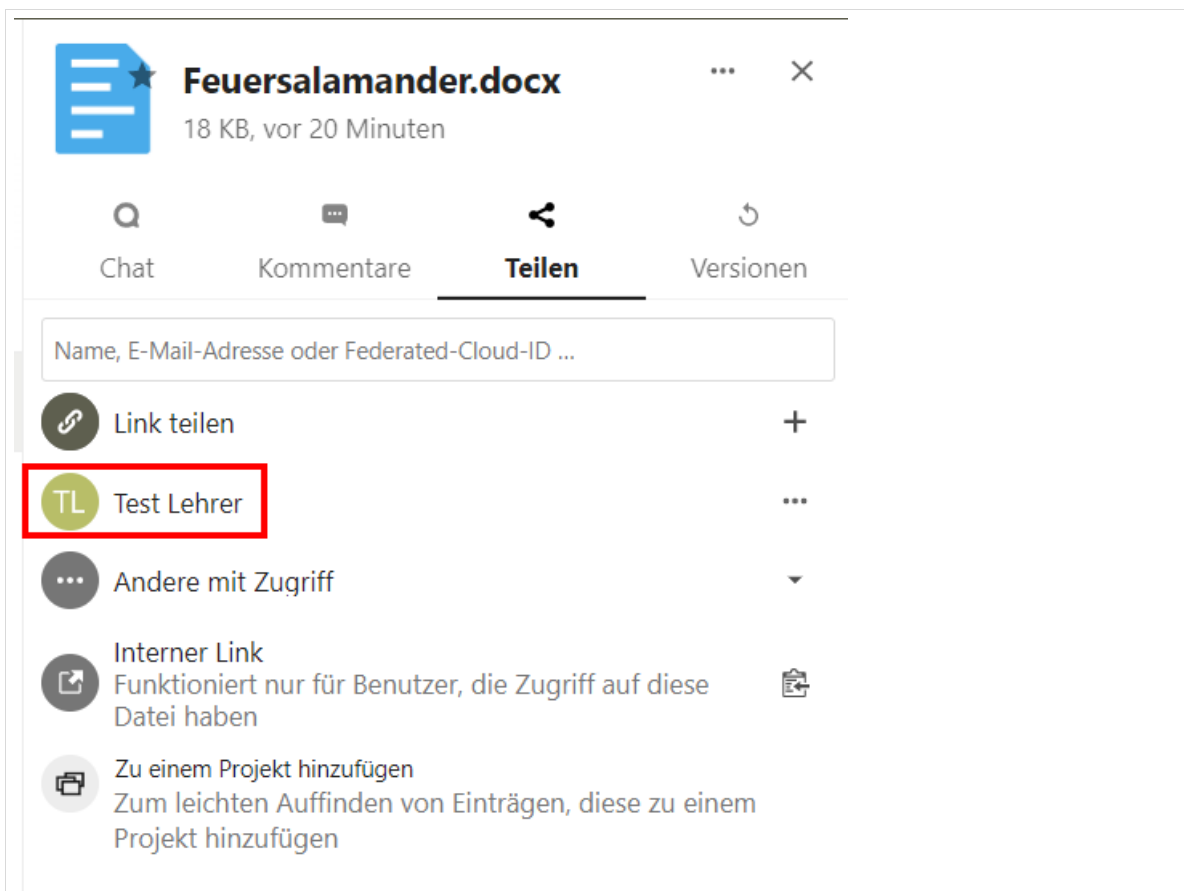 Feuersalamander.docx
18 KB, vor 20 Minuten
Chat
Kommentare
Teilen
Versionen
Name, E-Mail-Adresse oder Federated-Cloud-ID ...
Link teilen
TL
Test Lehrer
Andere mit Zugriff
Interner Link
Funktioniert nur für Benutzer, die Zugriff auf diese
Datei haben
Zu einem Projekt hinzufügen
Zum leichten Auffinden von Einträgen, diese zu einem
Projekt hinzufügen